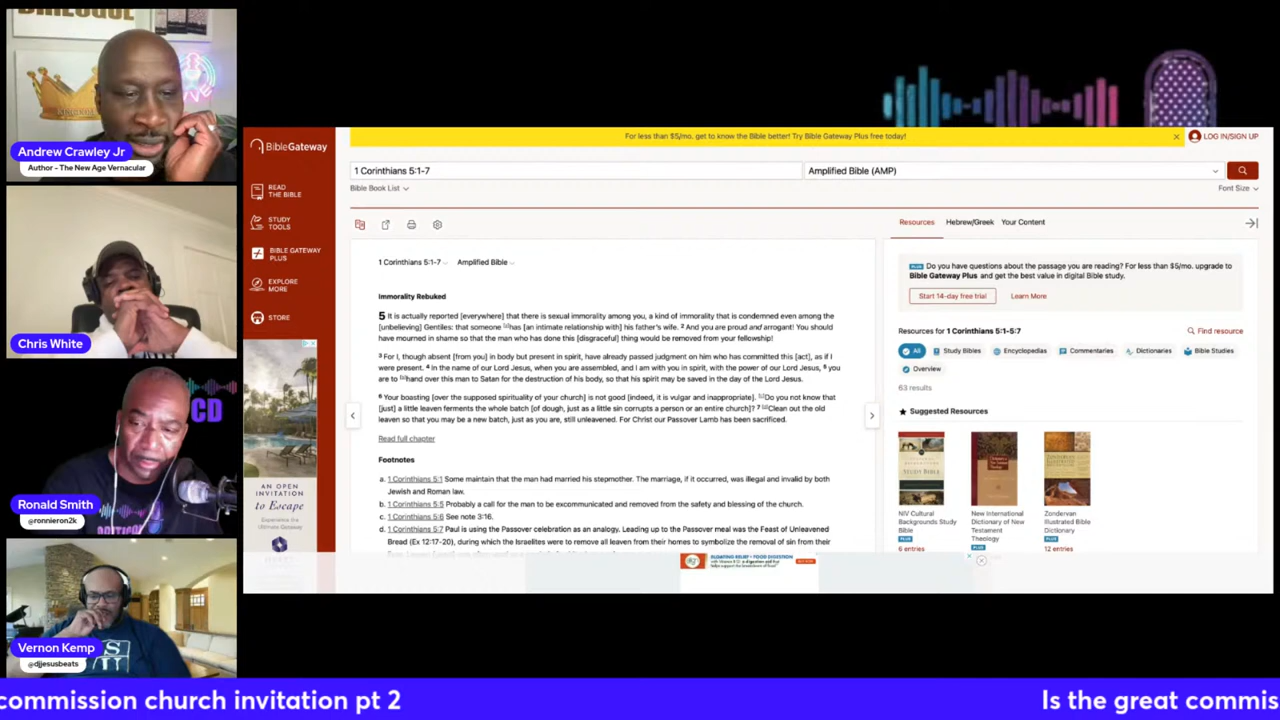 DIALOGUE
Andrew Crawley Jr
Author - The New Age Vernacular
Chris White
CD
Ronald Smith
@ronnieron2k
Vernon Kemp
@djjesusbeats
BibleGateway
READ
THE BIBLE
STUDY
TOOLS
BIBLE GATEWAY
PLUS
EXPLORE
MORE
STORE
AN OPEN
INVITATION
to Escape
Experience the
Ultimate Gateway
For less than $5/mo. get to know the Bible better! Try Bible Gateway Plus free today!
LOG IN/SIGN UP
1 Corinthians 5:1-7
Amplified Bible (AMP)
Bible Book List
Font Size
1 Corinthians 5:1-7 Amplified Bible
Immorality Rebuked
5 It is actually reported [everywhere] that there is sexual immorality among you, a kind of immorality that is condemned even among the
[unbelieving] Gentiles: that someone [a]has [an intimate relationship with] his father's wife. 2 And you are proud and arrogant! You should
have mourned in shame so that the man who has done this [disgraceful] thing would be removed from your fellowship!
3 For I, though absent [from you] in body but present in spirit, have already passed judgment on him who has committed this [act], as if I
were present. 4 In the name of our Lord Jesus, when you are assembled, and I am with you in spirit, with the power of our Lord Jesus, 5 you
are to [b]hand over this man to Satan for the destruction of his body, so that his spirit may be saved in the day of the Lord Jesus.
6 Your boasting [over the supposed spirituality of your church] is not good [indeed, it is vulgar and inappropriate]. [c]Do you not know that
[just] a little leaven ferments the whole batch [of dough, just as a little sin corrupts a person or an entire church]? 7 [d]Clean out the old
leaven so that you may be a new batch, just as you are, still unleavened. For Christ our Passover Lamb has been sacrificed.
Read full chapter
Footnotes
a. 1 Corinthians 5:1 Some maintain that the man had married his stepmother. The marriage, if it occurred, was illegal and invalid by both
Jewish and Roman law.
b. 1 Corinthians 5:5 Probably a call for the man to be excommunicated and removed from the safety and blessing of the church.
c. 1 Corinthians 5:6 See note 3:16.
d. 1 Corinthians 5:7 Paul is using the Passover celebration as an analogy. Leading up to the Passover meal was the Feast of Unleavened
Bread (Ex 12:17-20), during which the Israelites were to remove all leaven from their homes to symbolize the removal of sin from their
Resources Hebrew/Greek Your Content
PLUS Do you have questions about the passage you are reading? For less than $5/mo. upgrade to
Bible Gateway Plus and get the best value in digital Bible study.
Start 14-day free trial Learn More
Resources for 1 Corinthians 5:1-5:7
Find resource
All Study Bibles Encyclopedias Commentaries Dictionaries Bible Studies
Overview
63 results
Suggested Resources
NIV Cultural
Backgrounds Study
Bible
PLUS
6 entries
New International
Dictionary of New
Testament
Theology
PLUS
Zondervan
Illustrated Bible
Dictionary
PLUS
12 entries
BLOATING RELIEF + FOOD DIGESTION
commission church invitation pt 2
Is the great commis